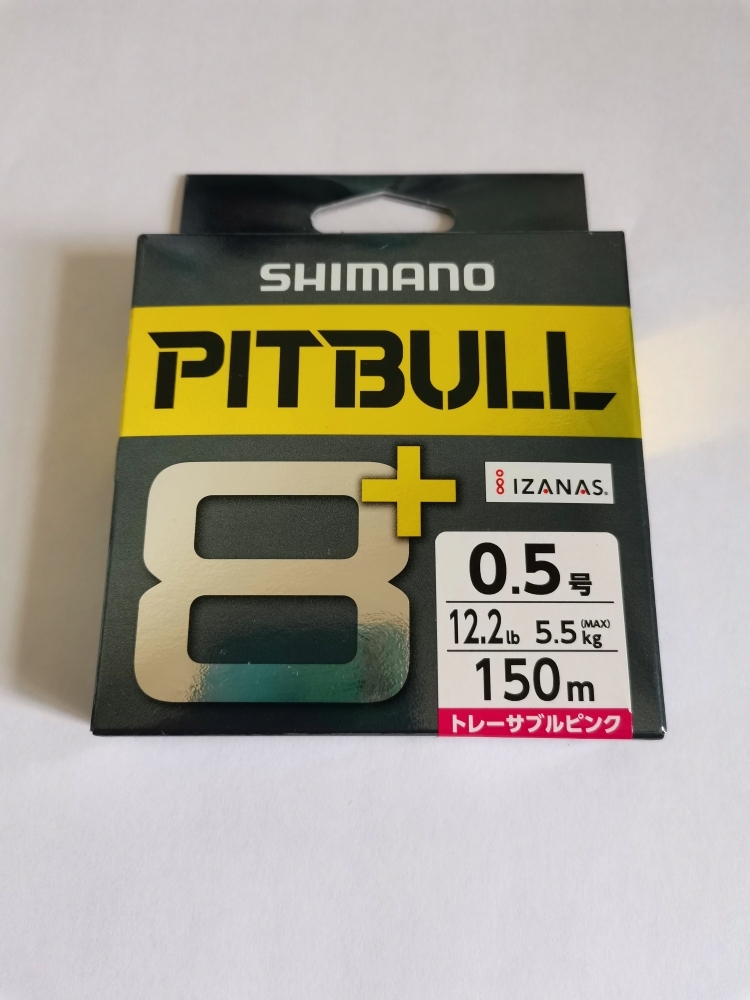 SHIMANO
PITBULL
8+
IZANAS®
0.5号
12.2lb 5.5kg (MAX)
150m
トレーサブルピンク